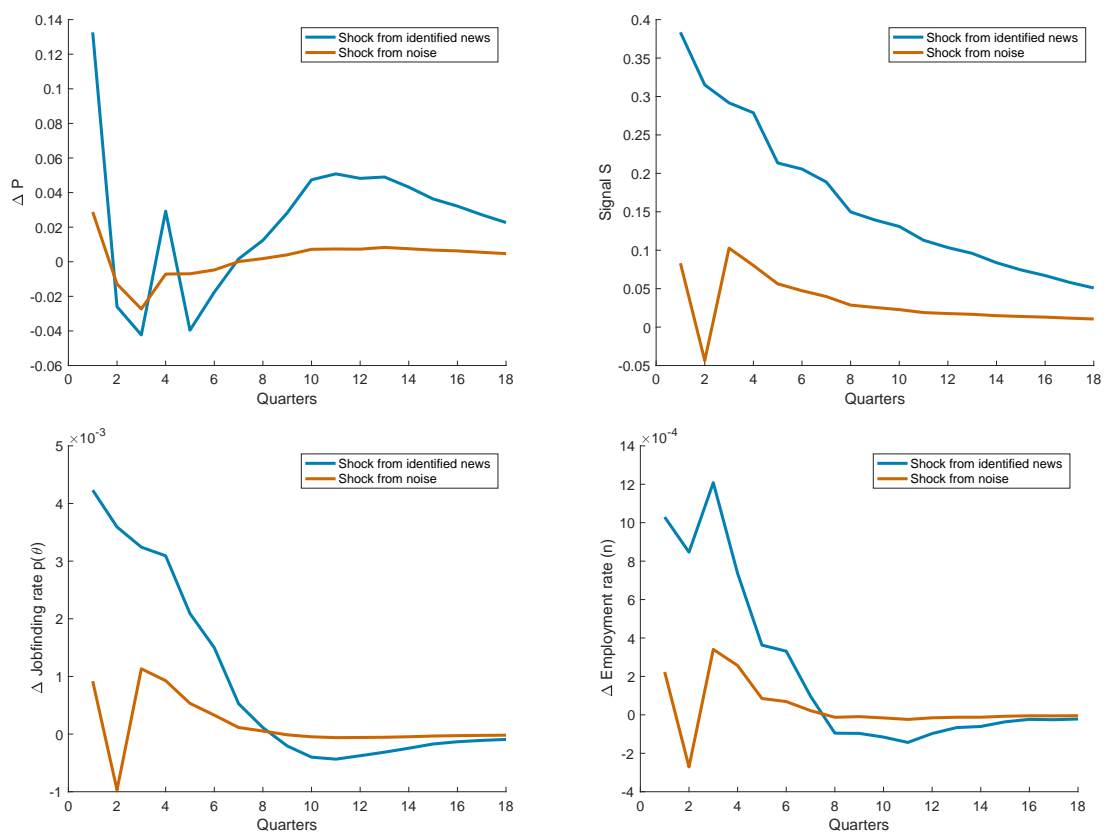 0.14
0.12
0.1
0.08
0.06
0.04
0.02
0
-0.02
-0.04
-0.06
Δ P
Shock from identified news
Shock from noise
0 2 4 6 8 10 12 14 16 18
Quarters
0.4
0.35
0.3
0.25
0.2
0.15
0.1
0.05
0
-0.05
Signal S
Shock from identified news
Shock from noise
0 2 4 6 8 10 12 14 16 18
Quarters
×10⁻³
5
4
3
2
1
0
-1
Δ Jobfinding rate p(θ)
Shock from identified news
Shock from noise
0 2 4 6 8 10 12 14 16 18
Quarters
×10⁻⁴
14
12
10
8
6
4
2
0
-2
-4
Δ Employment rate (n)
Shock from identified news
Shock from noise
0 2 4 6 8 10 12 14 16 18
Quarters